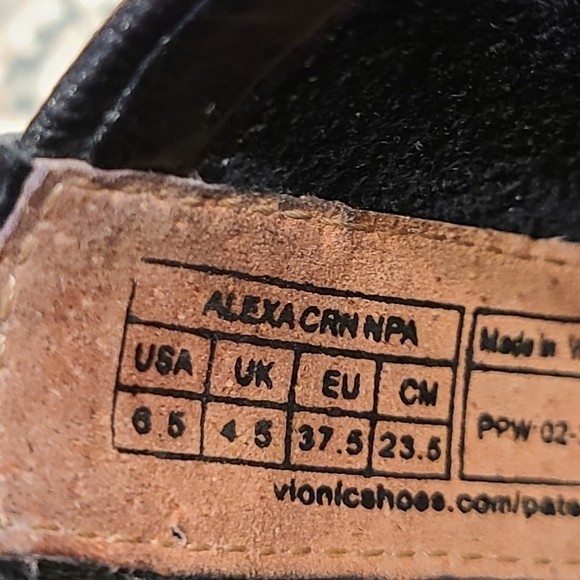 ALEXA CRN NPA
USA UK EU CM
6.5 4.5 37.5 23.5
Made in
PPW 02-
vionicshoes.com/pate